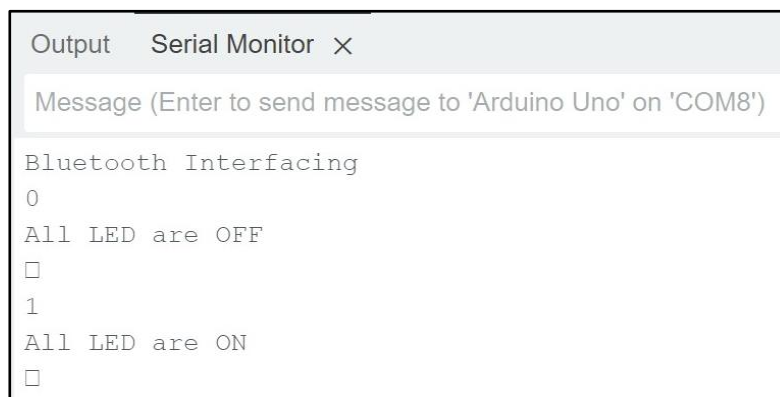 Output Serial Monitor ×
Message (Enter to send message to 'Arduino Uno' on 'COM8')
Bluetooth Interfacing
0
All LED are OFF
□
1
All LED are ON
□